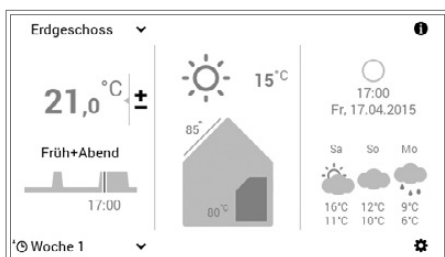 Erdgeschoss
21,0 °C ±
Früh+Abend
17:00
Woche 1
15°C
85°
80°C
17:00
Fr, 17.04.2015
Sa So Mo
16°C 12°C 9°C
11°C 10°C 6°C